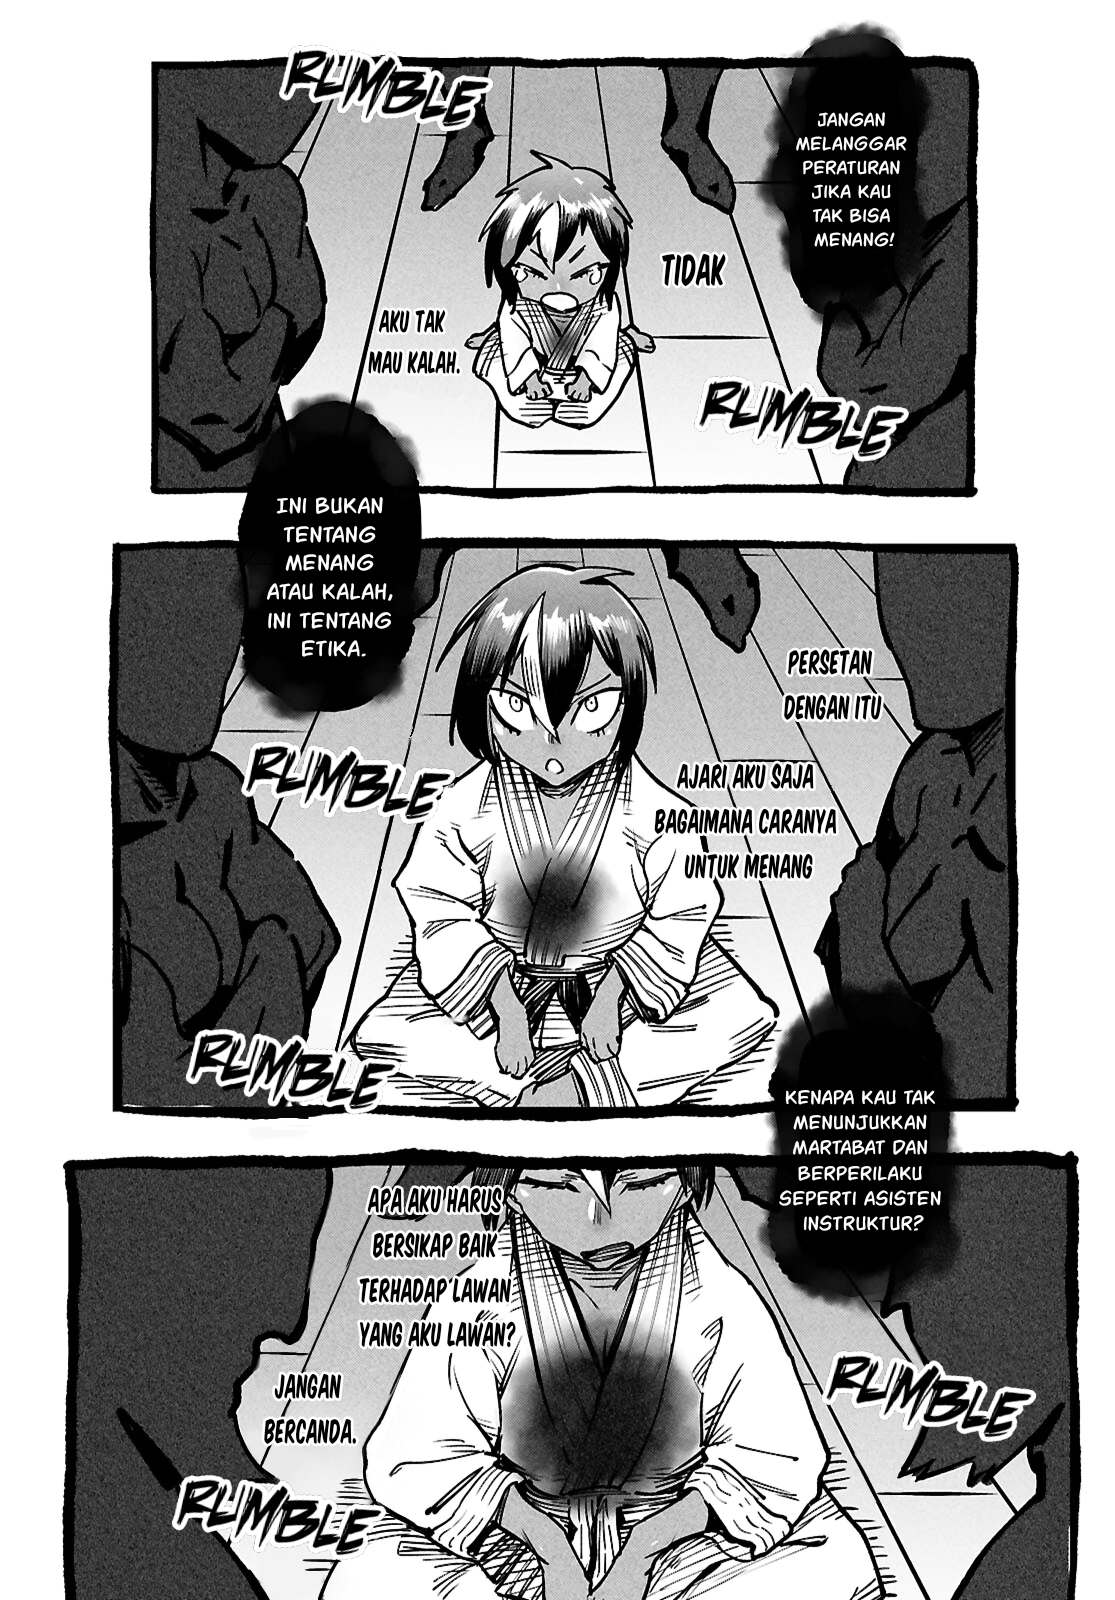 RUMBLE
JANGAN
MELANGGAR
PERATURAN
JIKA KAU
TAK BISA
MENANG!
TIDAK
AKU TAK
MAU KALAH.
RUMBLE
INI BUKAN
TENTANG
MENANG
ATAU KALAH,
INI TENTANG
ETIKA.
PERSETAN
DENGAN ITU
RUMBLE
AJARI AKU SAJA
BAGAIMANA CARANYA
UNTUK MENANG
RUMBLE
KENAPA KAU TAK
MENUNJUKKAN
MARTABAT DAN
BERPERILAKU
SEPERTI ASISTEN
INSTRUKTUR?
APA AKU HARUS
BERSIKAP BAIK
TERHADAP LAWAN
YANG AKU LAWAN?
JANGAN
BERCANDA.
RUMBLE
RUMBLE